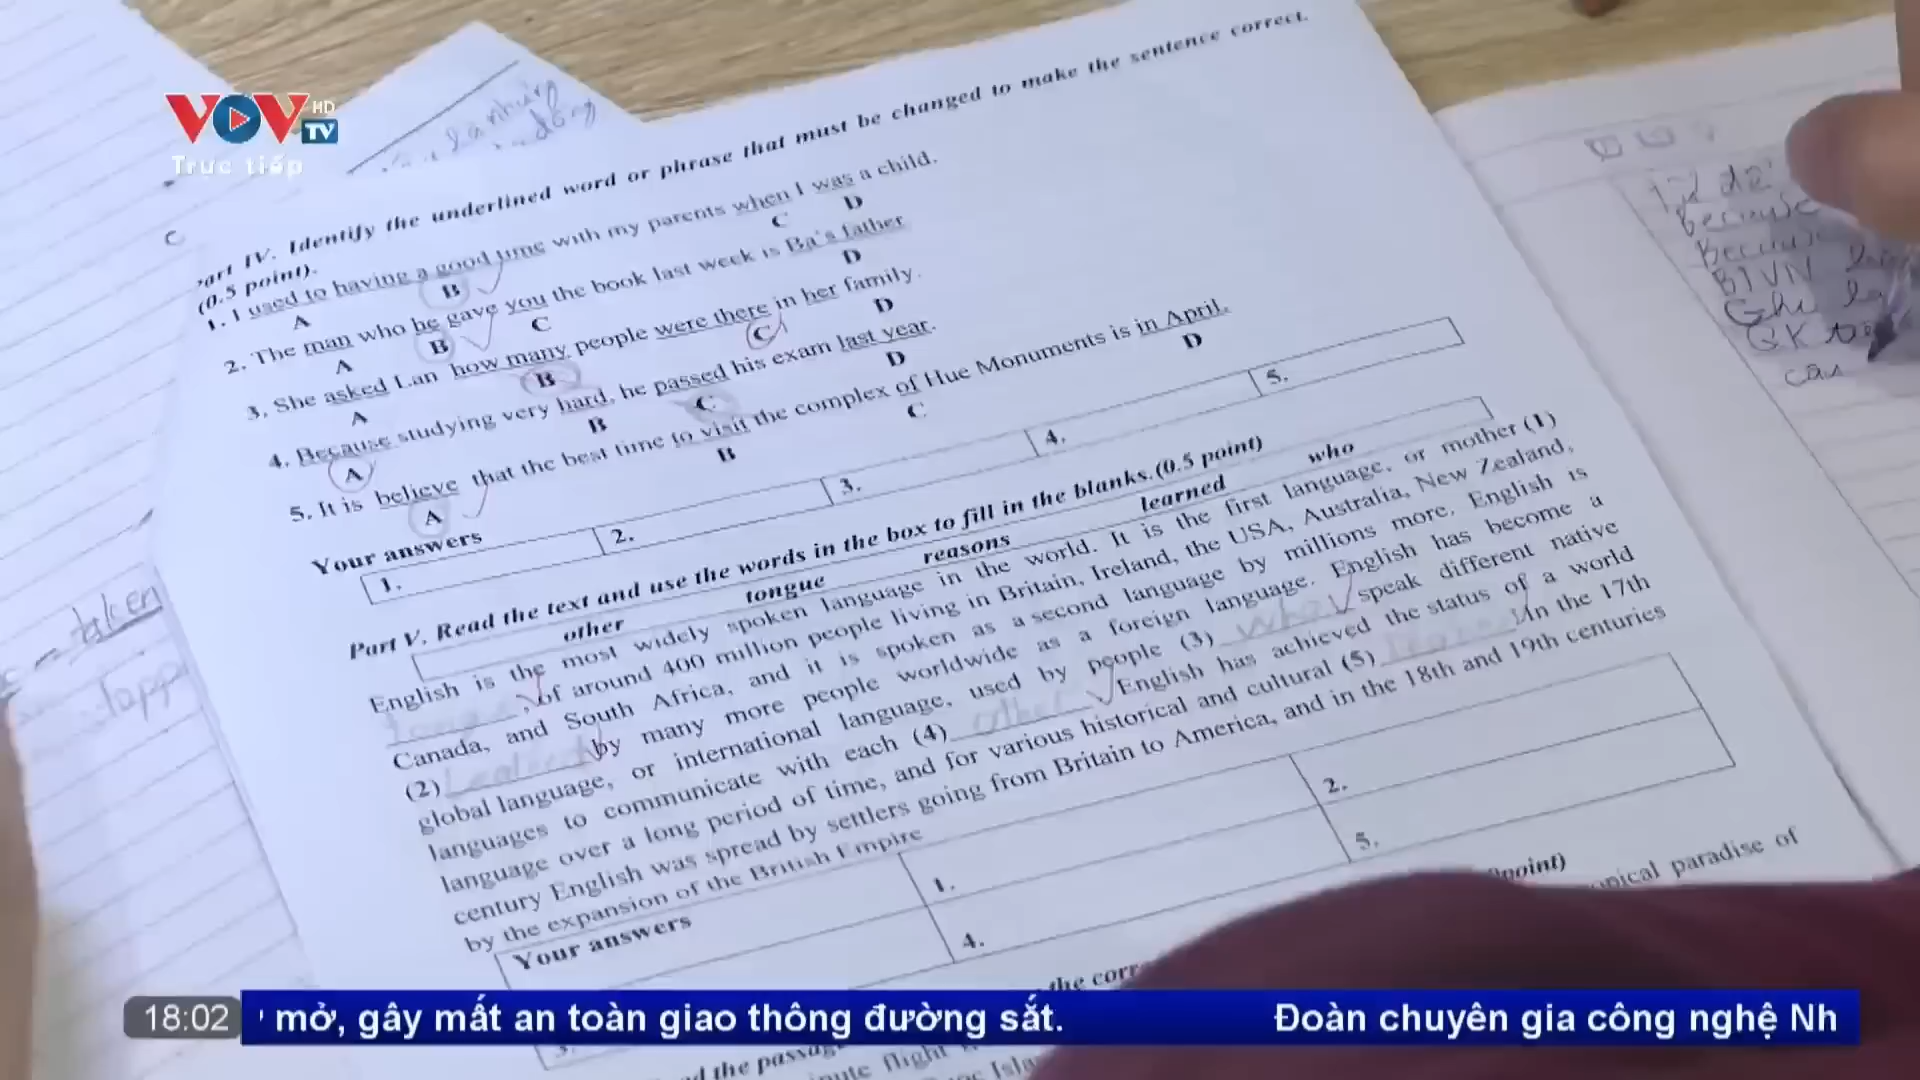 VOV TV HD
Trực tiếp
Part IV. Identify the underlined word or phrase that must be changed to make the sentence correct.
(0.5 point).
1. I used to having a good time with my parents when I was a child.
A B C D
2. The man who he gave you the book last week is Ba's father
A B C D
3. She asked Lan how many people were there in her family.
A B C D
4. Because studying very hard, he passed his exam last year.
A B C D
5. It is believe that the best time to visit the complex of Hue Monuments is in April.
A B C D
Your answers
1. 2. 3. 4. 5.
Part V. Read the text and use the words in the box to fill in the blanks.(0.5 point)
other tongue reasons learned who
English is the most widely spoken language in the world. It is the first language, or mother (1)
, of around 400 million people living in Britain, Ireland, the USA, Australia, New Zealand,
Canada, and South Africa, and it is spoken as a second language by millions more. English is
(2) by many more people worldwide as a foreign language. English has become a
global language, or international language, used by people (3) who speak different native
languages to communicate with each (4) other English has achieved the status of a world
language over a long period of time, and for various historical and cultural (5) In the 17th
century English was spread by settlers going from Britain to America, and in the 18th and 19th centuries
by the expansion of the British Empire
Your answers 1. 2.
4. 5.
point)
paradise of
the
3.
the
flight
taken
Because
BTVN
Ghi
GK
18:02
mở, gây mất an toàn giao thông đường sắt. Đoàn chuyên gia công nghệ Nh